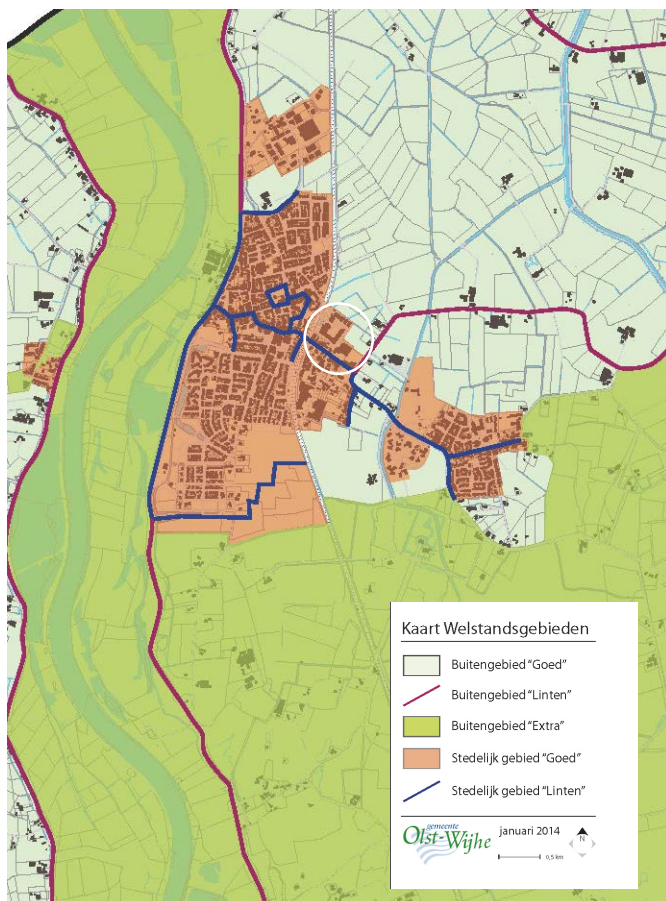 Kaart Welstandsgebieden
Buitengebied "Goed"
Buitengebied "Linten"
Buitengebied "Extra"
Stedelijk gebied "Goed"
Stedelijk gebied "Linten"
gemeente
Olst-Wijhe
januari 2014
N
0,5 km